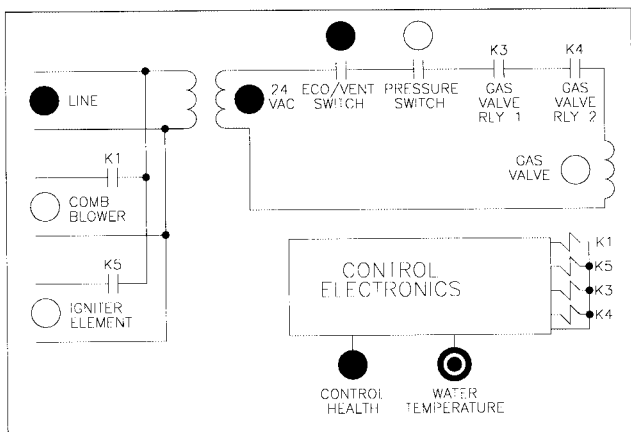 K3
K4
LINE
24
VAC
ECO/VENT
SWITCH
PRESSURE
SWITCH
GAS
VALVE
RLY 1
GAS
VALVE
RLY 2
K1
COMB
BLOWER
GAS
VALVE
K5
IGNITER
ELEMENT
CONTROL
ELECTRONICS
K1
K5
K3
K4
CONTROL
HEALTH
WATER
TEMPERATURE